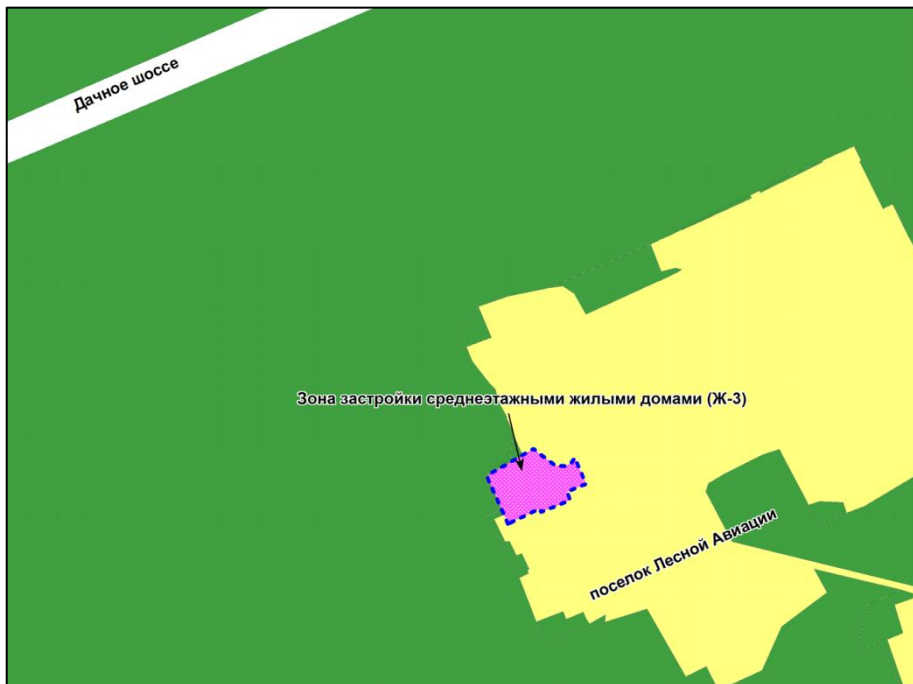 Дачное шоссе
Зона застройки среднеэтажными жилыми домами (Ж-3)
поселок Лесной Авиации